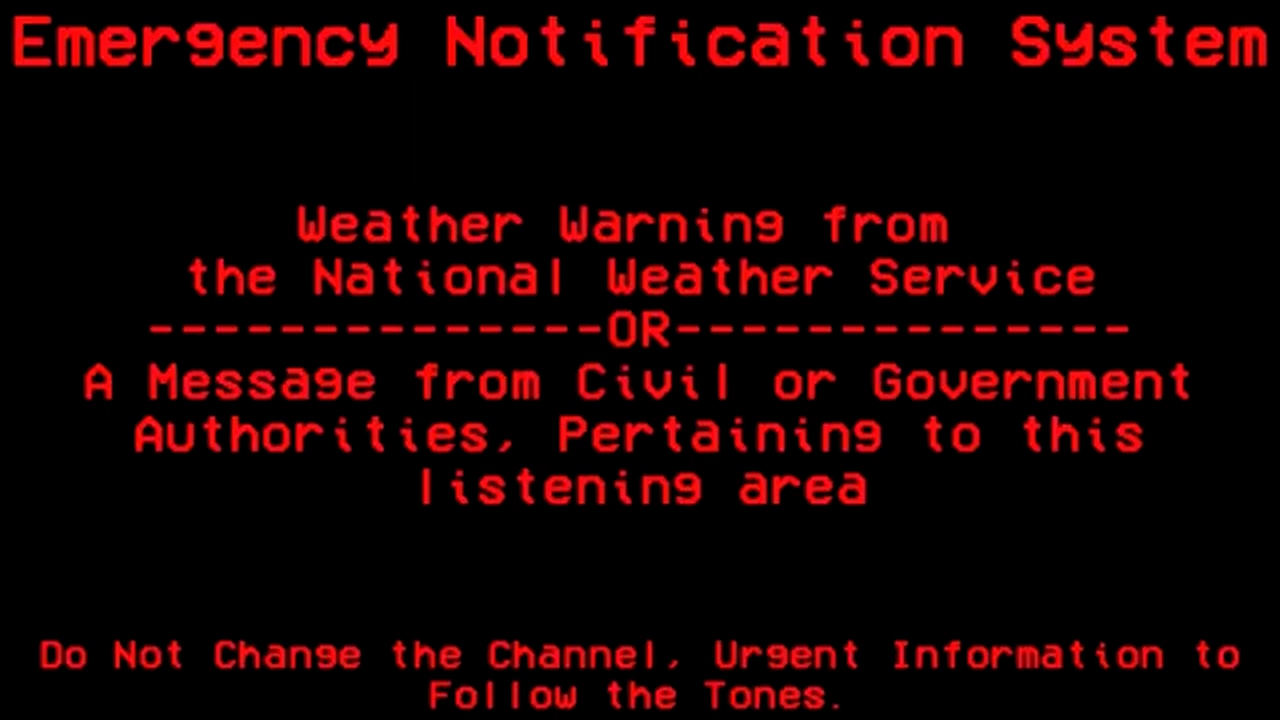 Emergency Notification System
Weather Warning from
the National Weather Service
--------------OR--------------
A Message from Civil or Government
Authorities, Pertaining to this
listening area
Do Not Change the Channel, Urgent Information to
Follow the Tones.